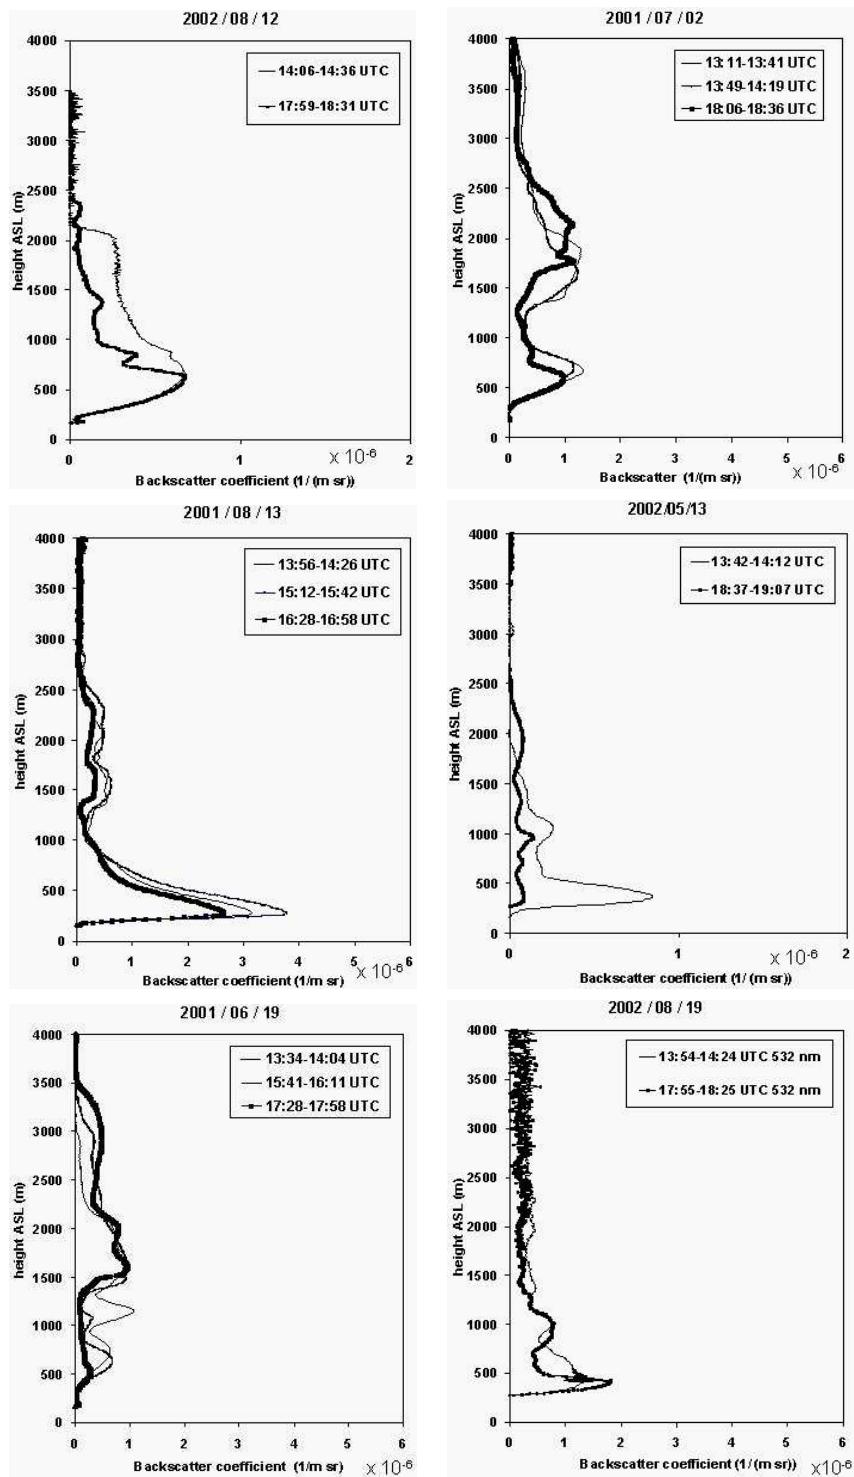 2002 / 08 / 12
4000
3500
3000
2500
2000
1500
1000
500
0
height ASL (m)
14:06-14:36 UTC
17:59-18:31 UTC
0
1
2
x 10-6
Backscatter coefficient (1/ (m sr))
2001 / 07 / 02
4000
3500
3000
2500
2000
1500
1000
500
0
height ASL (m)
13:11-13:41 UTC
13:49-14:19 UTC
18:06-18:36 UTC
0
1
2
3
4
5
6
x 10-6
Backscatter (1/(m sr))
2001 / 08 / 13
4000
3500
3000
2500
2000
1500
1000
500
0
height ASL (m)
13:56-14:26 UTC
15:12-15:42 UTC
16:28-16:58 UTC
0
1
2
3
4
5
6
x 10-6
Backscatter coefficient (1/m sr)
2002/05/13
4000
3500
3000
2500
2000
1500
1000
500
0
height ASL (m)
13:42-14:12 UTC
18:37-19:07 UTC
0
1
2
x 10-6
Backscatter coefficient (1/ (m sr))
2001 / 06 / 19
4000
3500
3000
2500
2000
1500
1000
500
0
height ASL (m)
13:34-14:04 UTC
15:41-16:11 UTC
17:28-17:58 UTC
0
1
2
3
4
5
6
x 10-6
Backscatter coefficient (1/m sr)
2002 / 08 / 19
4000
3500
3000
2500
2000
1500
1000
500
0
height ASL (m)
13:54-14:24 UTC 532 nm
17:55-18:25 UTC 532 nm
0
1
2
3
4
5
6
x 10-6
Backscatter coefficient (1/(m sr))